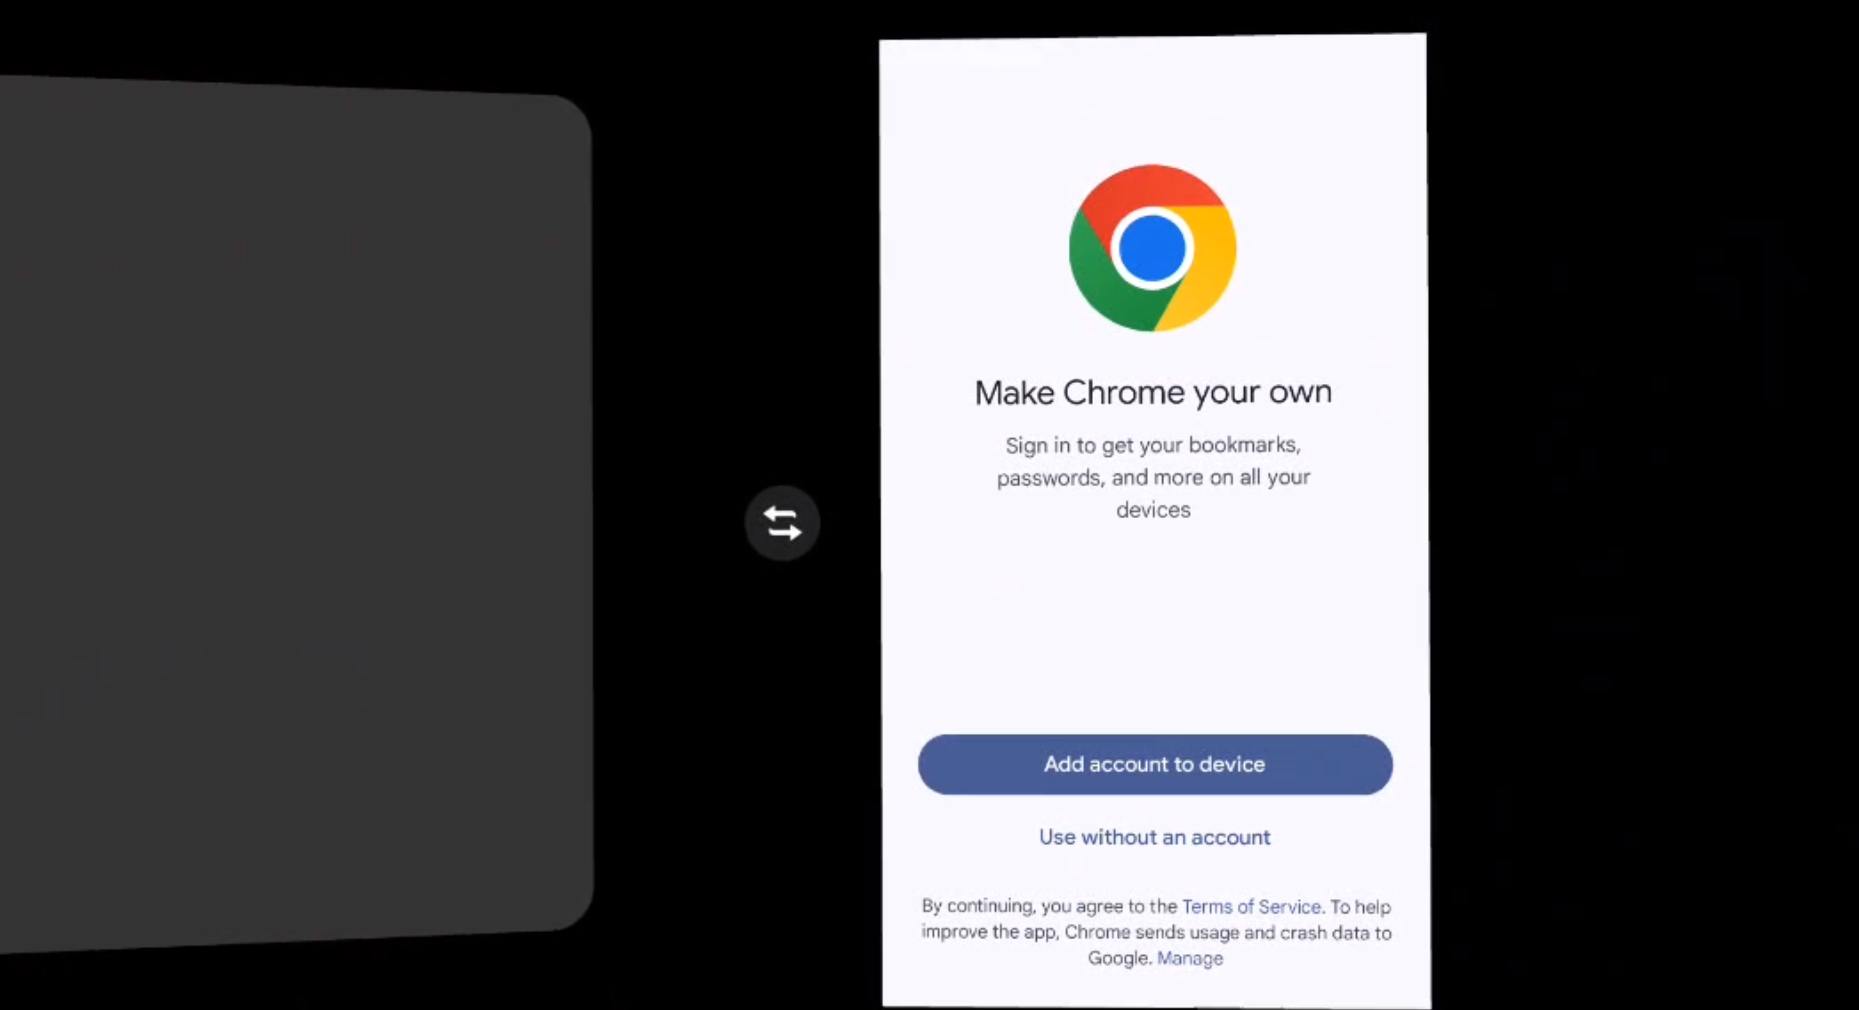 Make Chrome your own
Sign in to get your bookmarks,
passwords, and more on all your
devices
Add account to device
Use without an account
By continuing, you agree to the Terms of Service. To help
improve the app, Chrome sends usage and crash data to
Google. Manage